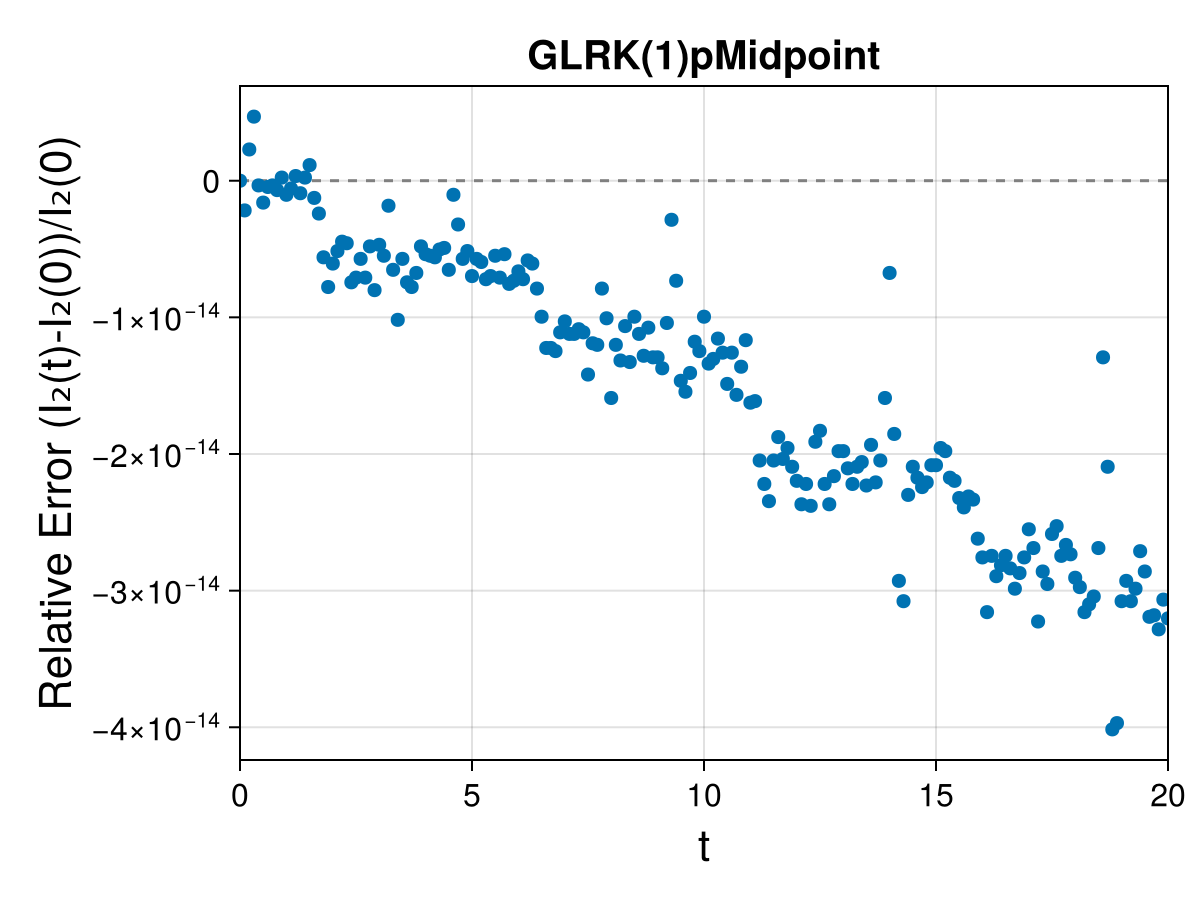 GLRK(1)pMidpoint
Relative Error (I₂(t)-I₂(0))/I₂(0)
0
−1×10⁻¹⁴
−2×10⁻¹⁴
−3×10⁻¹⁴
−4×10⁻¹⁴
0 5 10 15 20
t